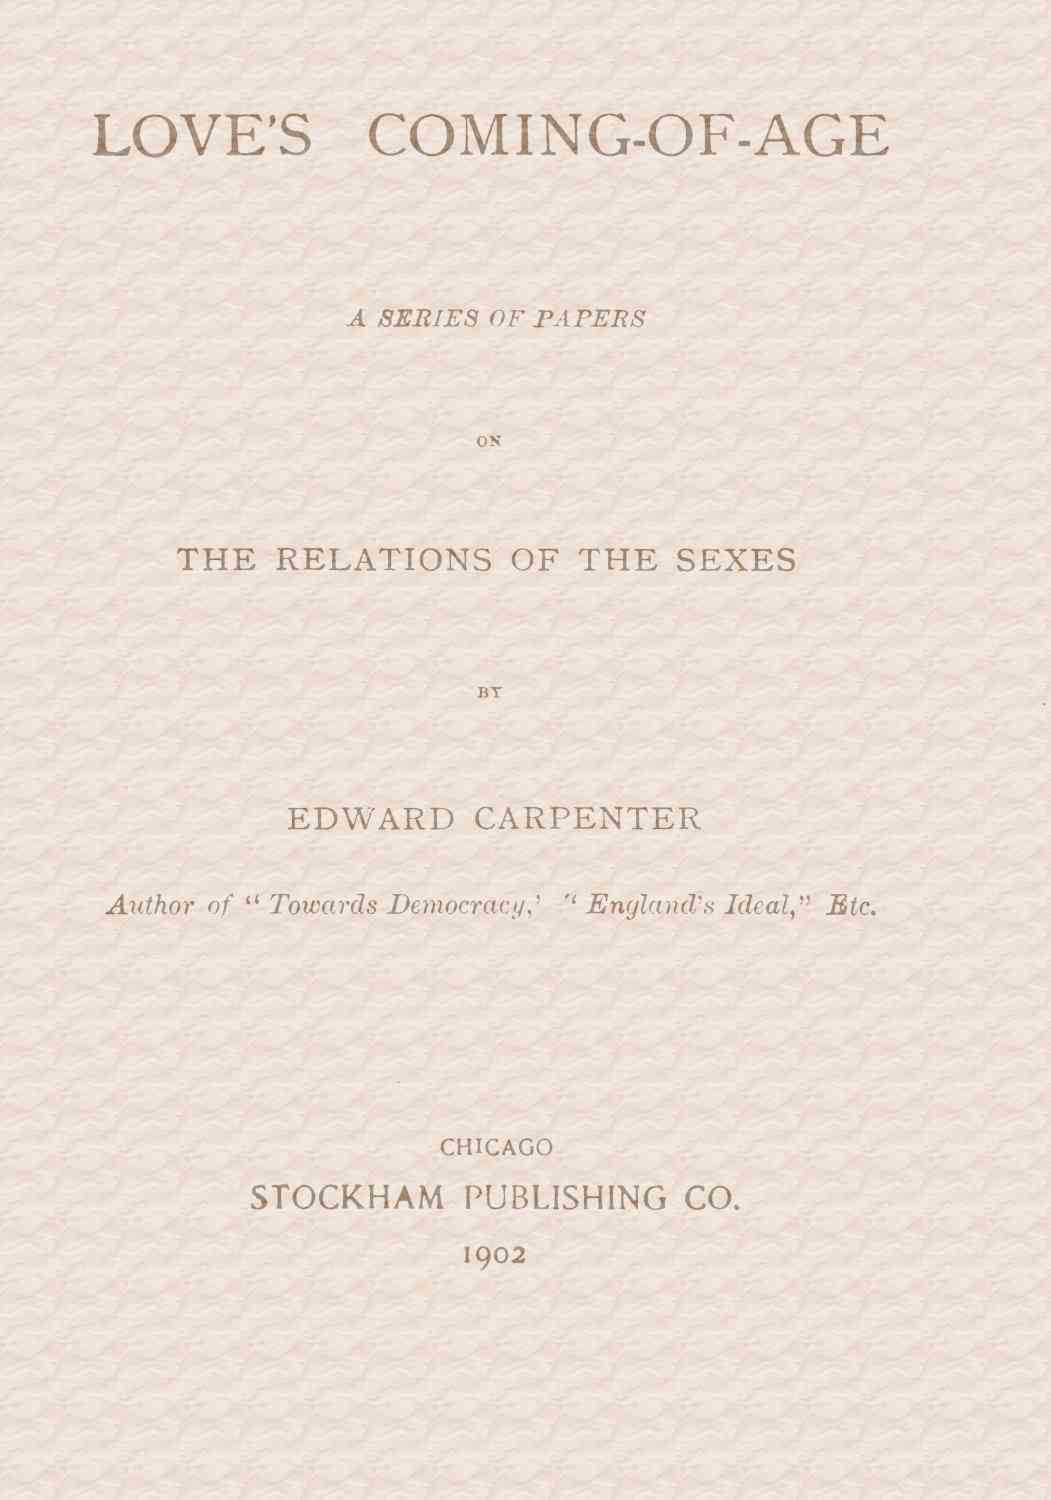 LOVE'S COMING-OF-AGE
A SERIES OF PAPERS
ON
THE RELATIONS OF THE SEXES
BY
EDWARD CARPENTER
Author of “Towards Democracy,' “England's Ideal,” Etc.
CHICAGO
STOCKHAM PUBLISHING CO.
1902